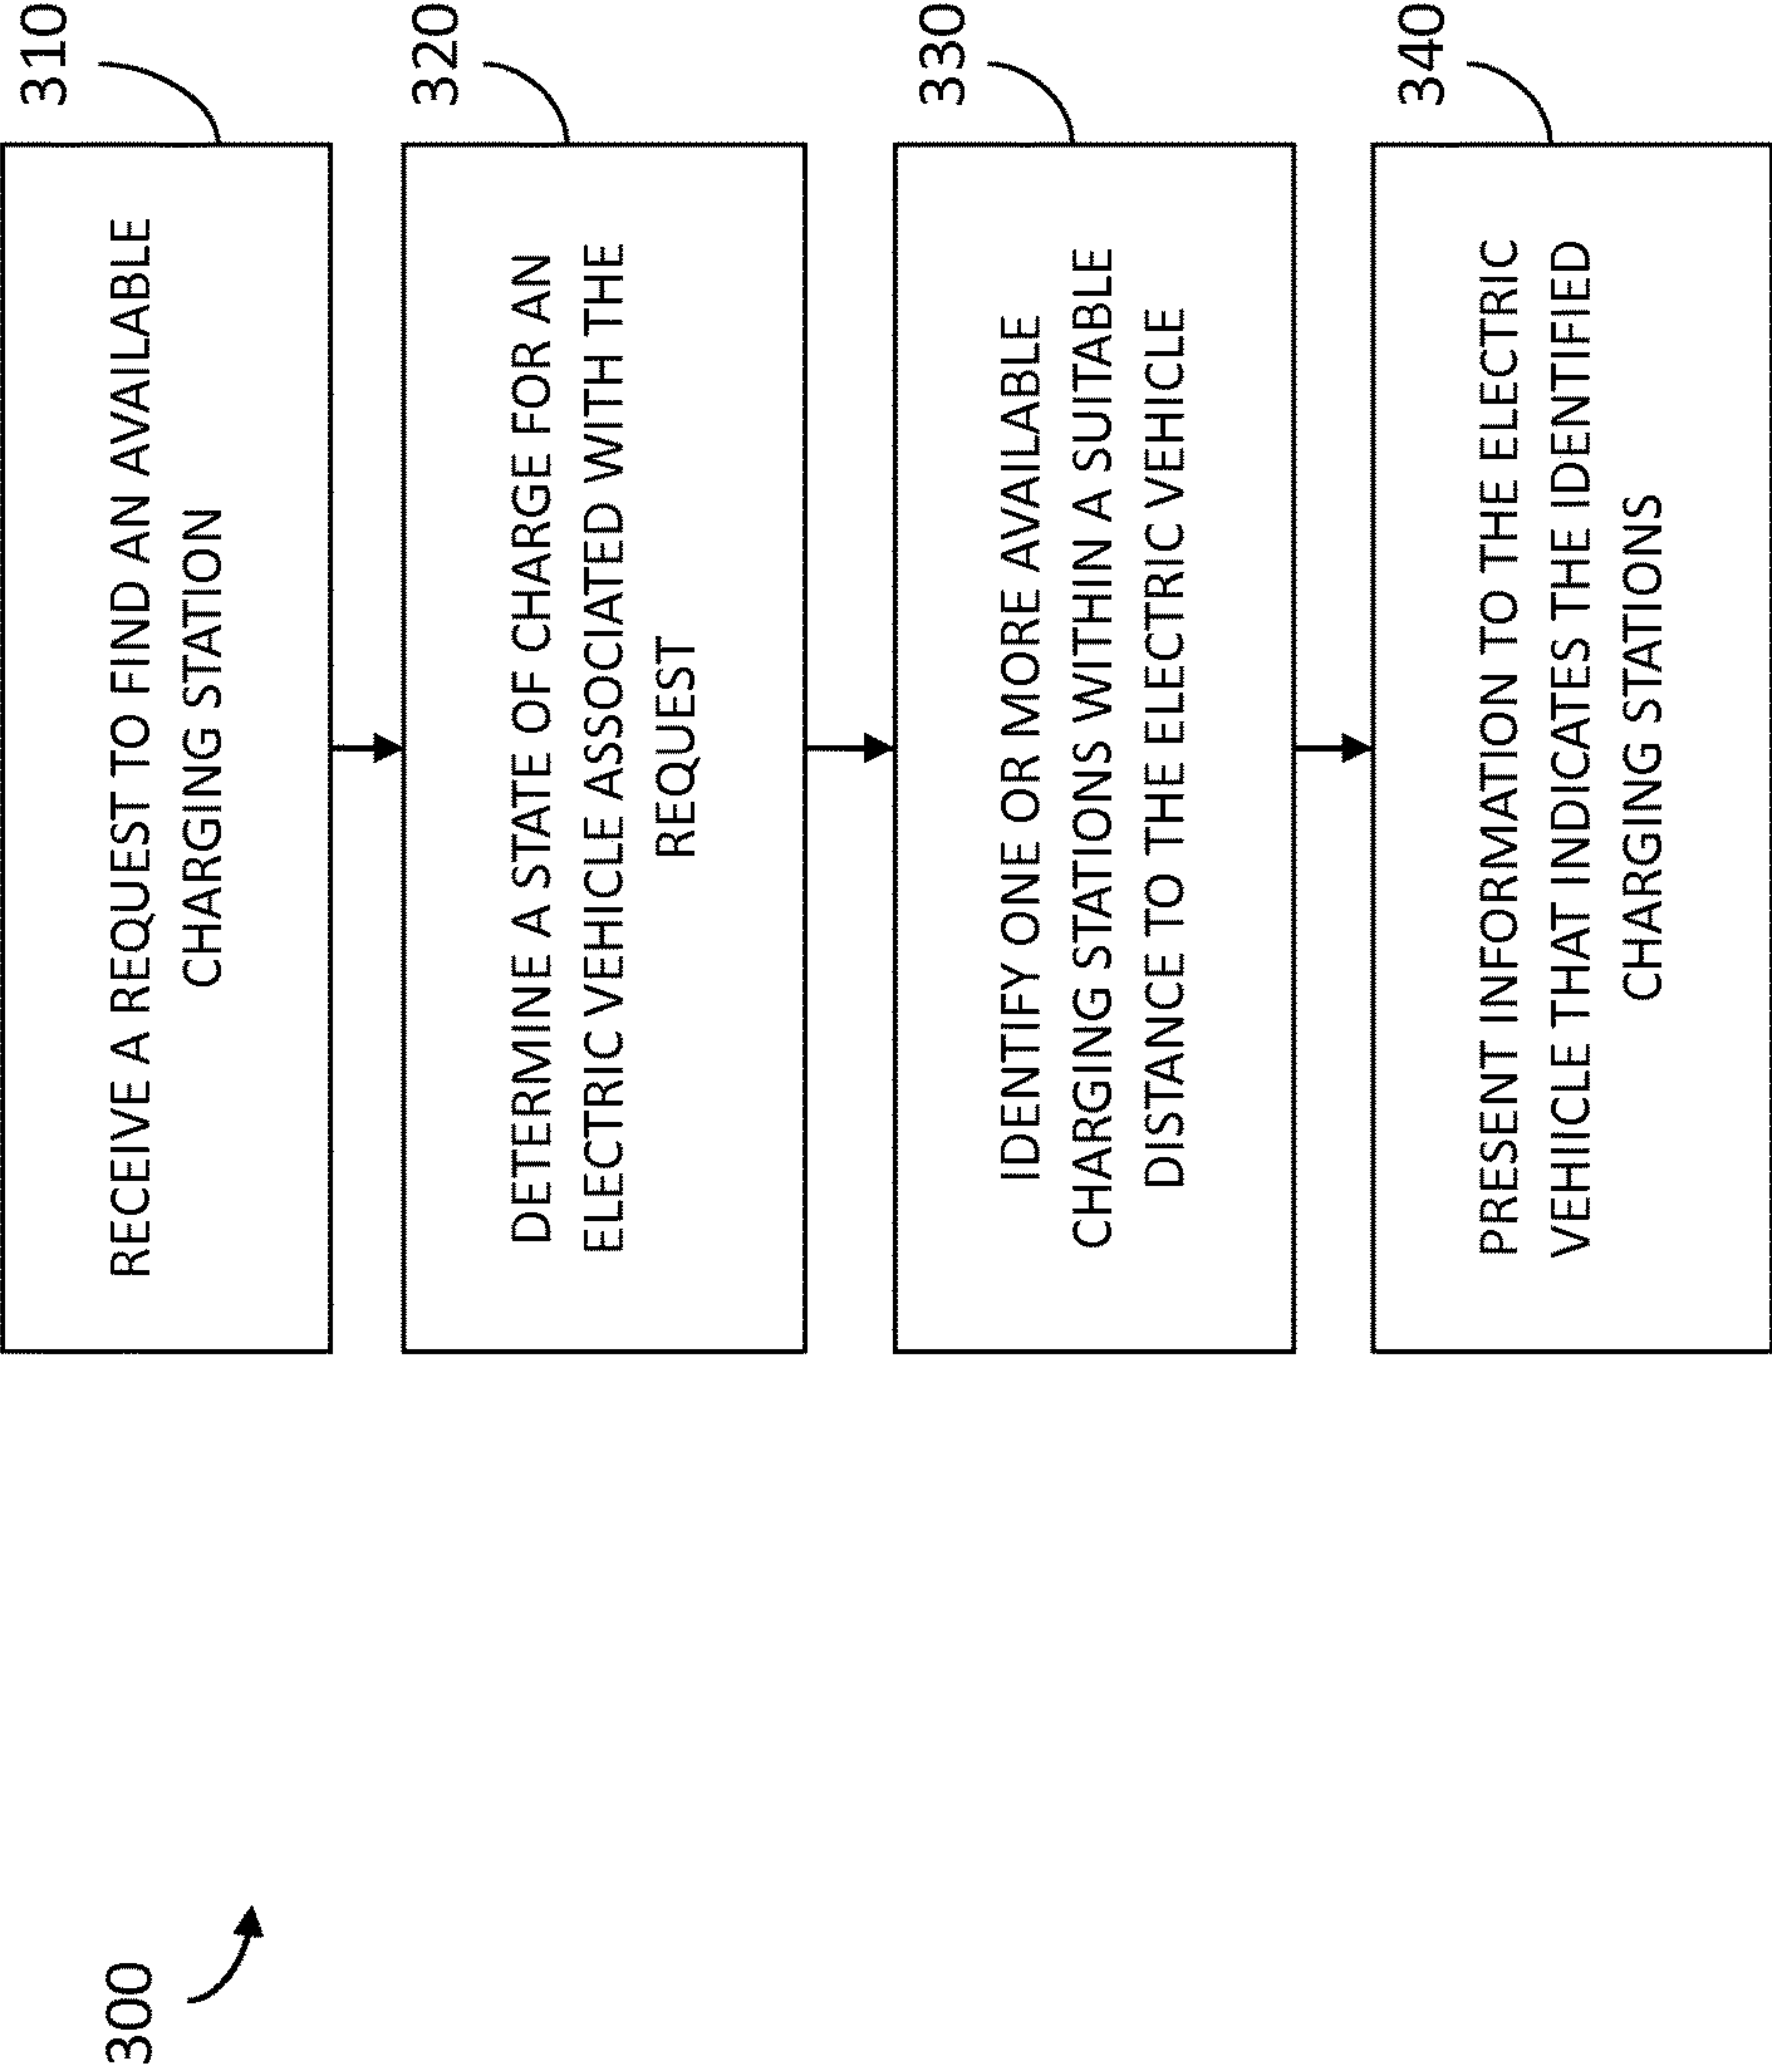 300
RECEIVE A REQUEST TO FIND AN AVAILABLE
CHARGING STATION
310
DETERMINE A STATE OF CHARGE FOR AN
ELECTRIC VEHICLE ASSOCIATED WITH THE
REQUEST
320
IDENTIFY ONE OR MORE AVAILABLE
CHARGING STATIONS WITHIN A SUITABLE
DISTANCE TO THE ELECTRIC VEHICLE
330
PRESENT INFORMATION TO THE ELECTRIC
VEHICLE THAT INDICATES THE IDENTIFIED
CHARGING STATIONS
340